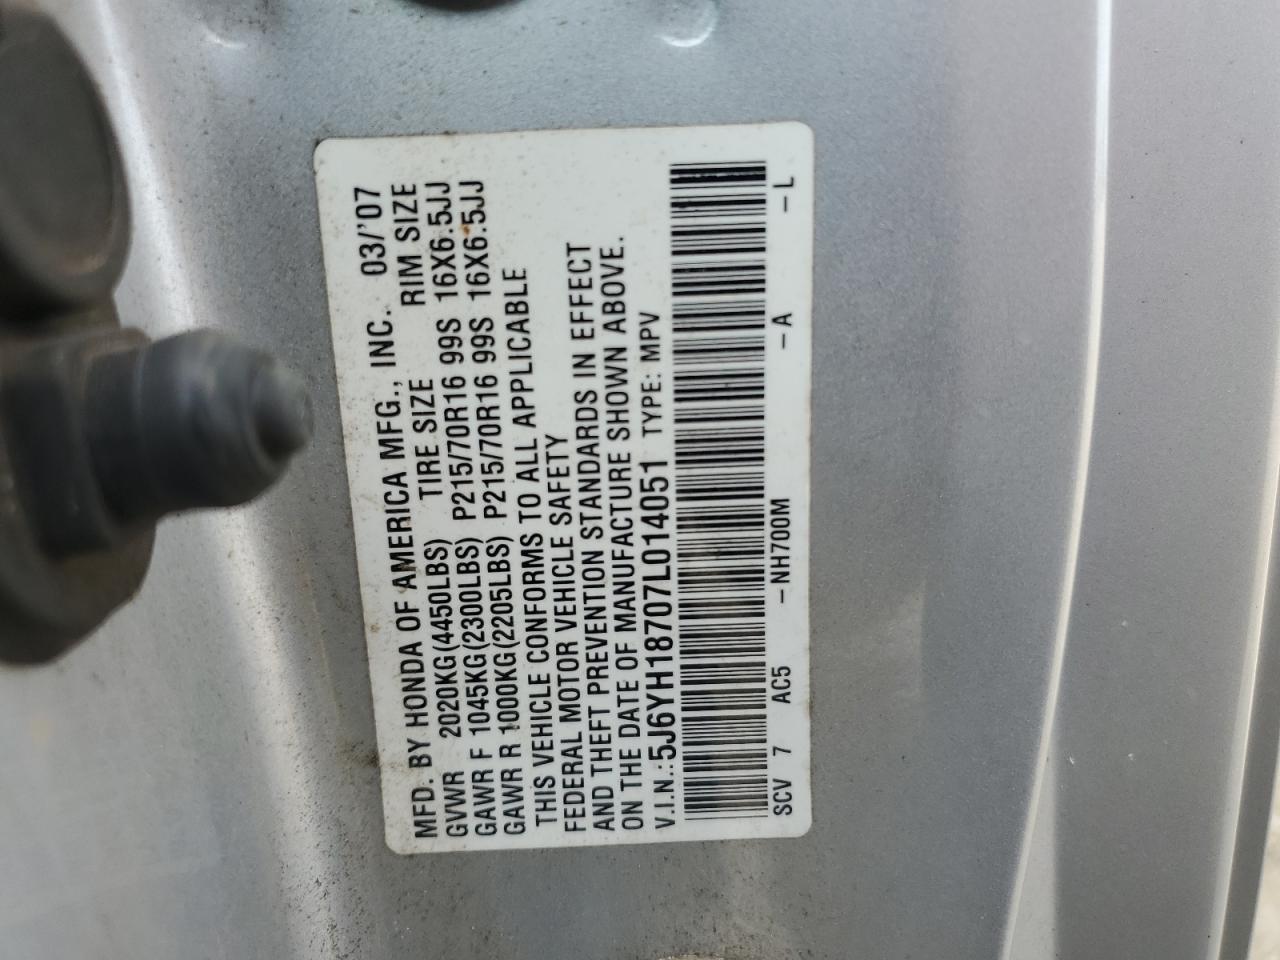 MFD. BY HONDA OF AMERICA MFG., INC. 03/'07
GVWR 2020KG(4450LBS) TIRE SIZE RIM SIZE
GAWR F 1045KG(2300LBS) P215/70R16 99S 16X6.5JJ
GAWR R 1000KG(2205LBS) P215/70R16 99S 16X6.5JJ
THIS VEHICLE CONFORMS TO ALL APPLICABLE
FEDERAL MOTOR VEHICLE SAFETY
AND THEFT PREVENTION STANDARDS IN EFFECT
ON THE DATE OF MANUFACTURE SHOWN ABOVE.
V.I.N.:5J6YH18707L014051 TYPE: MPV
SCV 7 AC5 -NH700M -A -L